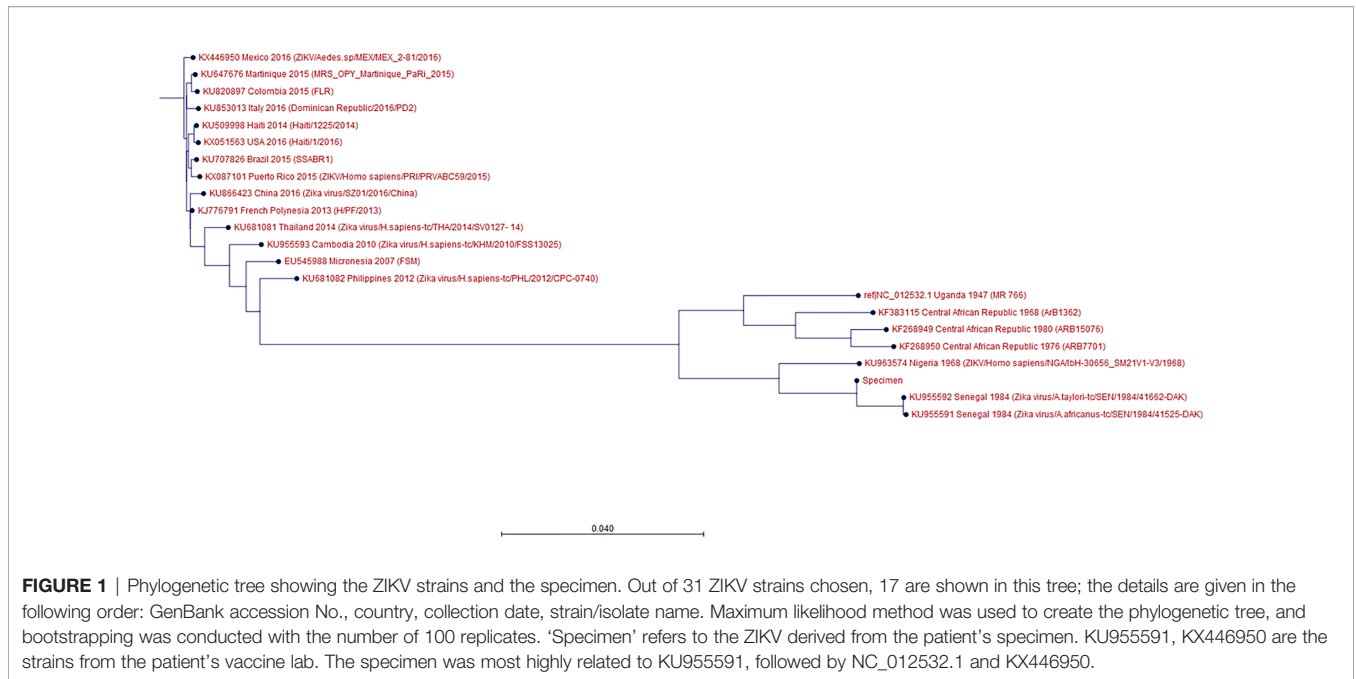 KX446950 Mexico 2016 (ZIKV/Aedes.sp/MEX/MEX_2-81/2016)
KU647676 Martinique 2015 (MRS_OPY_Martinique_PaRi_2015)
KU820897 Colombia 2015 (FLR)
KU853013 Italy 2016 (Dominican Republic/2016/PD2)
KU509998 Haiti 2014 (Haiti/1225/2014)
KX051563 USA 2016 (Haiti/1/2016)
KU707826 Brazil 2015 (SSABR1)
KX087101 Puerto Rico 2015 (ZIKV/Homo sapiens/PRI/PRVABC59/2015)
KU866423 China 2016 (Zika virus/SZ01/2016/China)
KJ776791 French Polynesia 2013 (H/PF/2013)
KU681081 Thailand 2014 (Zika virus/H.sapiens-tc/THA/2014/SV0127- 14)
KU955593 Cambodia 2010 (Zika virus/H.sapiens-tc/KHM/2010/FSS13025)
EU545988 Micronesia 2007 (FSM)
KU681082 Philippines 2012 (Zika virus/H.sapiens-tc/PHL/2012/CPC-0740)
ref|NC_012532.1 Uganda 1947 (MR 766)
KF383115 Central African Republic 1968 (ArB1362)
KF268949 Central African Republic 1980 (ARB15076)
KF268950 Central African Republic 1976 (ARB7701)
KU963574 Nigeria 1968 (ZIKV/Homo sapiens/NGA/IbH-30656_SM21V1-V3/1968)
Specimen
KU955592 Senegal 1984 (Zika virus/A.taylori-tc/SEN/1984/41662-DAK)
KU955591 Senegal 1984 (Zika virus/A.africanus-tc/SEN/1984/41525-DAK)
0.040
FIGURE 1 | Phylogenetic tree showing the ZIKV strains and the specimen. Out of 31 ZIKV strains chosen, 17 are shown in this tree; the details are given in the
following order: GenBank accession No., country, collection date, strain/isolate name. Maximum likelihood method was used to create the phylogenetic tree, and
bootstrapping was conducted with the number of 100 replicates. ‘Specimen’ refers to the ZIKV derived from the patient’s specimen. KU955591, KX446950 are the
strains from the patient’s vaccine lab. The specimen was most highly related to KU955591, followed by NC_012532.1 and KX446950.